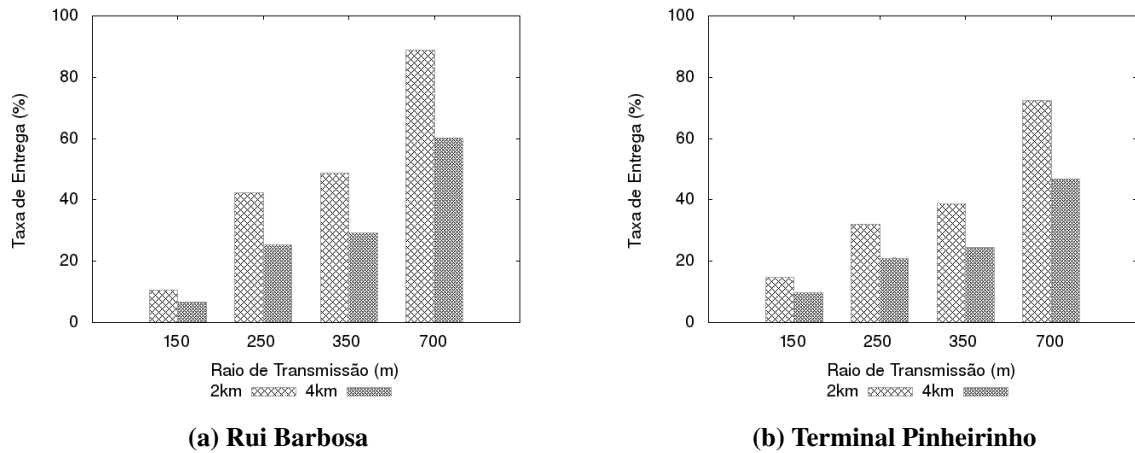 100
80
60
40
20
0
Taxa de Entrega (%)
150 250 350 700
Raio de Transmissão (m)
2km 4km
(a) Rui Barbosa
100
80
60
40
20
0
Taxa de Entrega (%)
150 250 350 700
Raio de Transmissão (m)
2km 4km
(b) Terminal Pinheirinho